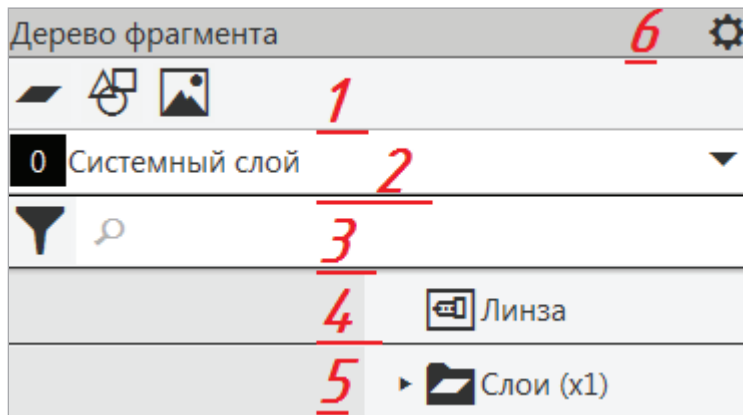 Дерево фрагмента 6
1
0 Системный слой 2
3
4 Линза
5 Слои (x1)